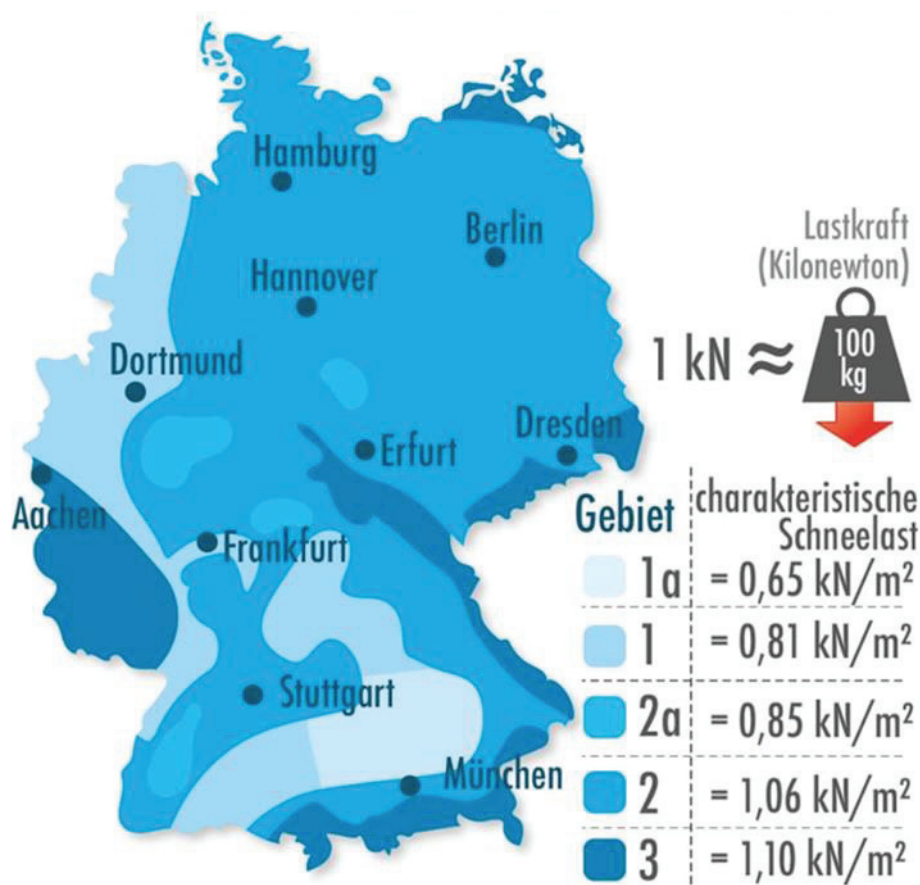 Hamburg
Berlin
Hannover
Dortmund
Lastkraft
(Kilonewton)
1 kN ≈
100
kg
Erfurt
Dresden
Aachen
Frankfurt
Stuttgart
München
Gebiet
charakteristische
Schneelast
1a = 0,65 kN/m²
1 = 0,81 kN/m²
2a = 0,85 kN/m²
2 = 1,06 kN/m²
3 = 1,10 kN/m²